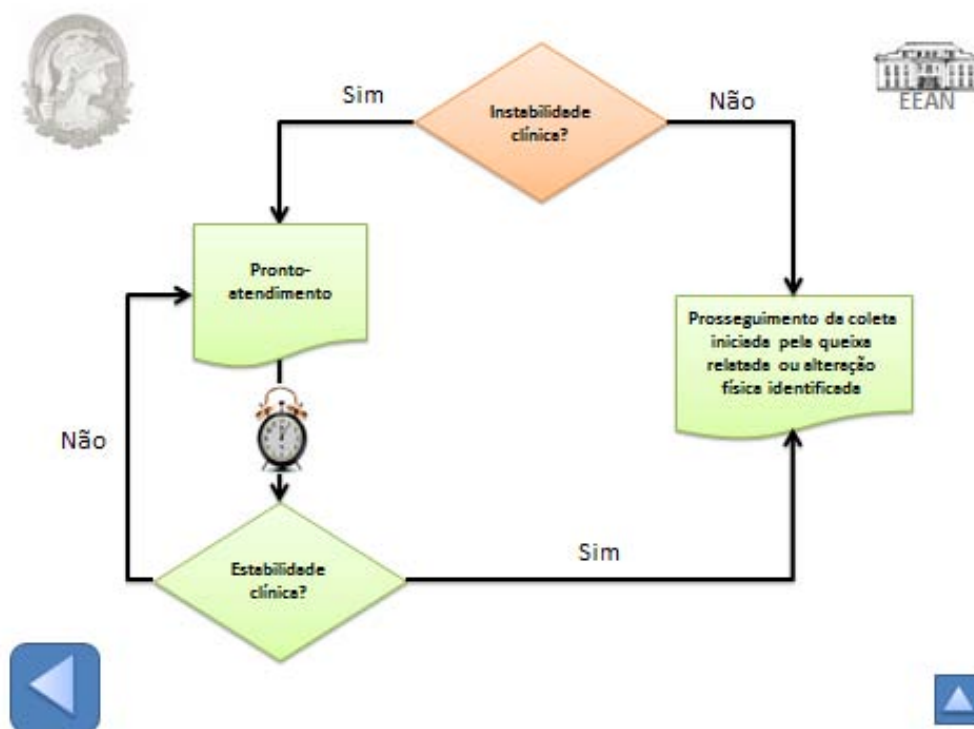 EEAN
Sim
Instabilidade
clínica?
Não
Pronto-
atendimento
Prosseguimento da coleta
iniciada pela queixa
relatada ou alteração
física identificada
Não
Estabilidade
clínica?
Sim